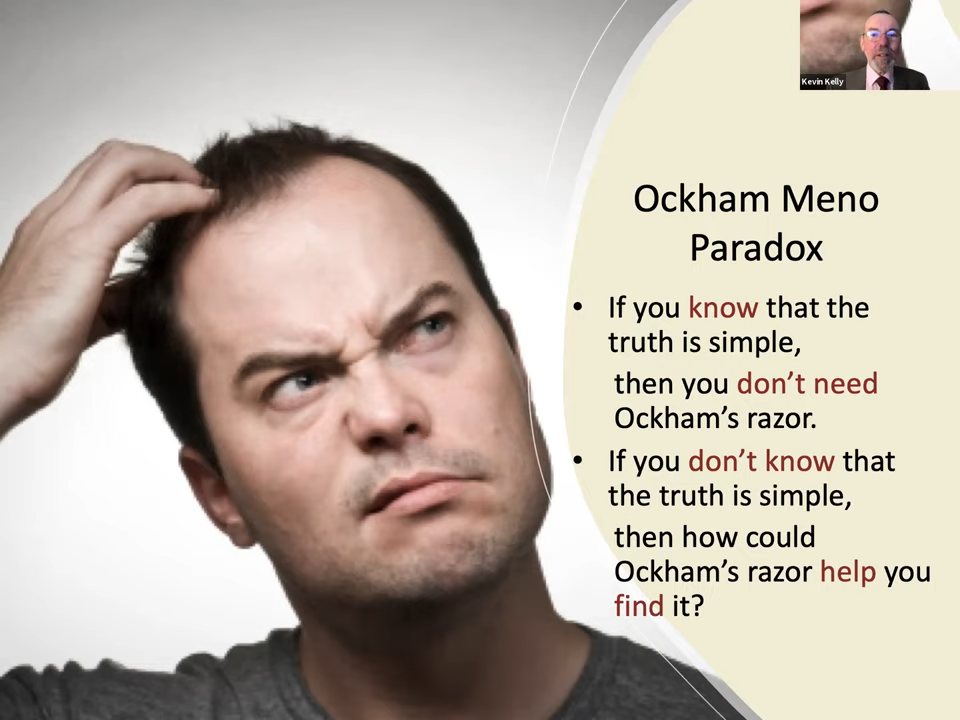 Kevin Kelly
Ockham Meno
Paradox
• If you know that the
truth is simple,
then you don't need
Ockham's razor.
• If you don't know that
the truth is simple,
then how could
Ockham's razor help you
find it?